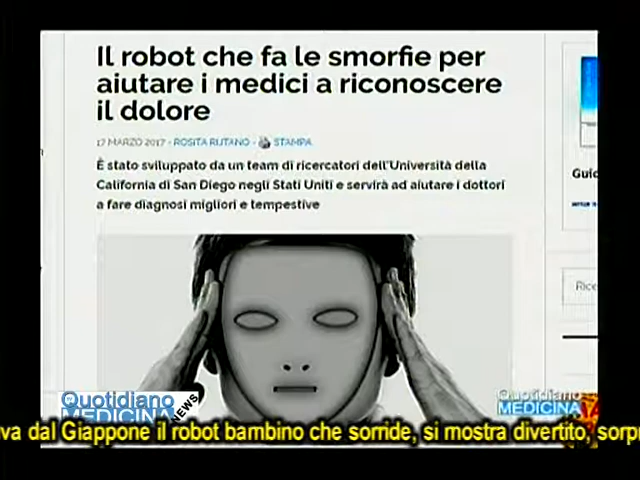 Il robot che fa le smorfie per
aiutare i medici a riconoscere
il dolore
17 MARZO 2017 - ROSITA RUTANO - STAMPA
È stato sviluppato da un team di ricercatori dell'Università della
California di San Diego negli Stati Uniti e servirà ad aiutare i dottori
a fare diagnosi migliori e tempestive
Guic
Rice
Quotidiano
MEDICINA
NEWS
Quotidiano
MEDICINA
va dal Giappone il robot bambino che sorride, si mostra divertito, sorpr